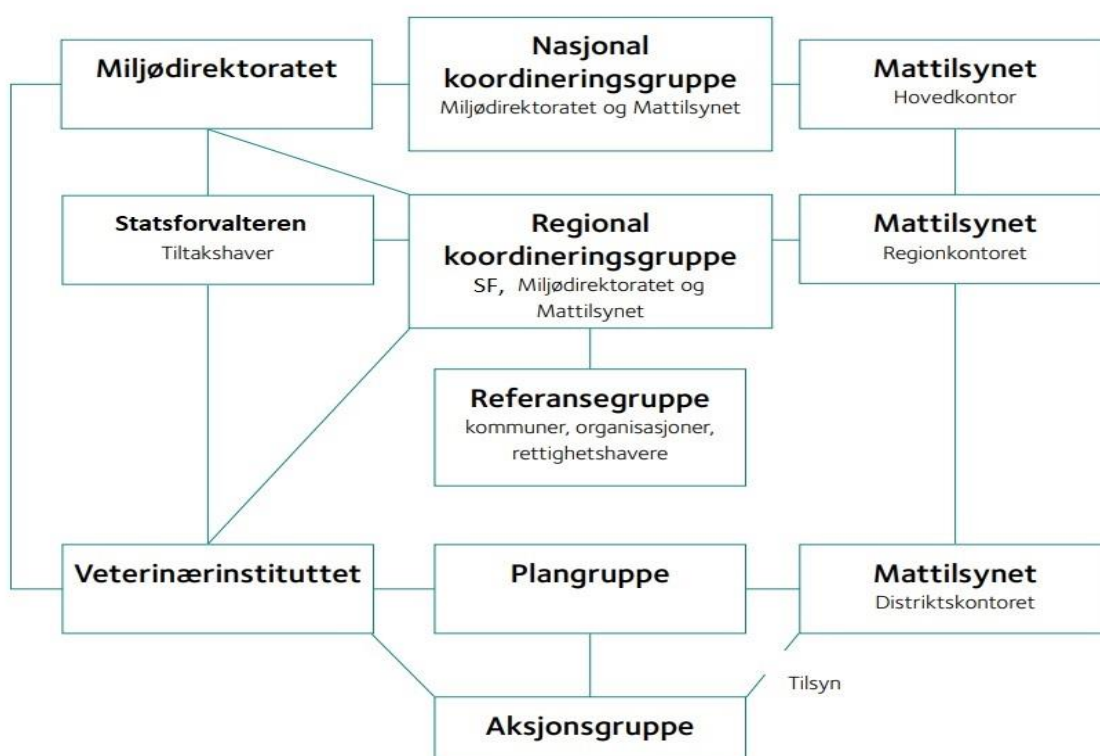 Miljødirektoratet
Nasjonal
koordineringsgruppe
Miljødirektoratet og Mattilsynet
Mattilsynet
Hovedkontor
Statsforvalteren
Tiltakshaver
Regional
koordineringsgruppe
SF, Miljødirektoratet og
Mattilsynet
Mattilsynet
Regionkontoret
Referansegruppe
kommuner, organisasjoner,
rettighetshavere
Veterinærinstituttet
Plangruppe
Mattilsynet
Distriktskontoret
Tilsyn
Aksjonsgruppe